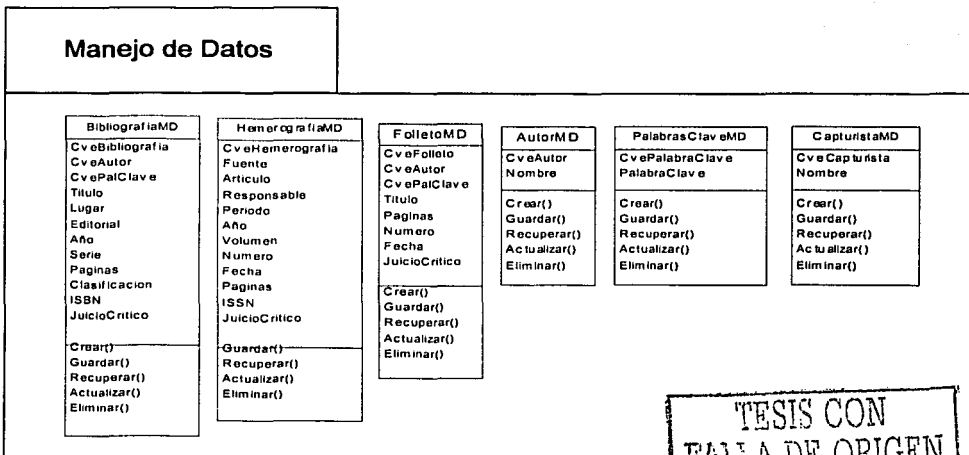 Manejo de Datos
BibliografiaMD
CveBibliografia
CveAutor
CvePalClave
Titulo
Lugar
Editorial
Año
Serie
Paginas
Clasificacion
ISBN
JuicioCritico
Crear()
Guardar()
Recuperar()
Actualizar()
Eliminar()
HemerografiaMD
CveHemerografia
Fuente
Articulo
Responsable
Periodo
Año
Volumen
Numero
Fecha
Paginas
ISSN
JuicioCritico
Guardar()
Recuperar()
Actualizar()
Eliminar()
FolletoMD
CveFolleto
CveAutor
CvePalClave
Titulo
Paginas
Numero
Fecha
JuicioCritico
Crear()
Guardar()
Recuperar()
Actualizar()
Eliminar()
AutorMD
CveAutor
Nombre
Crear()
Guardar()
Recuperar()
Actualizar()
Eliminar()
PalabrasClaveMD
CvePalabraClave
PalabraClave
Crear()
Guardar()
Recuperar()
Actualizar()
Eliminar()
CapturistaMD
CveCapturista
Nombre
Crear()
Guardar()
Recuperar()
Actualizar()
Eliminar()
TESIS CON
FALLA DE ORIGEN